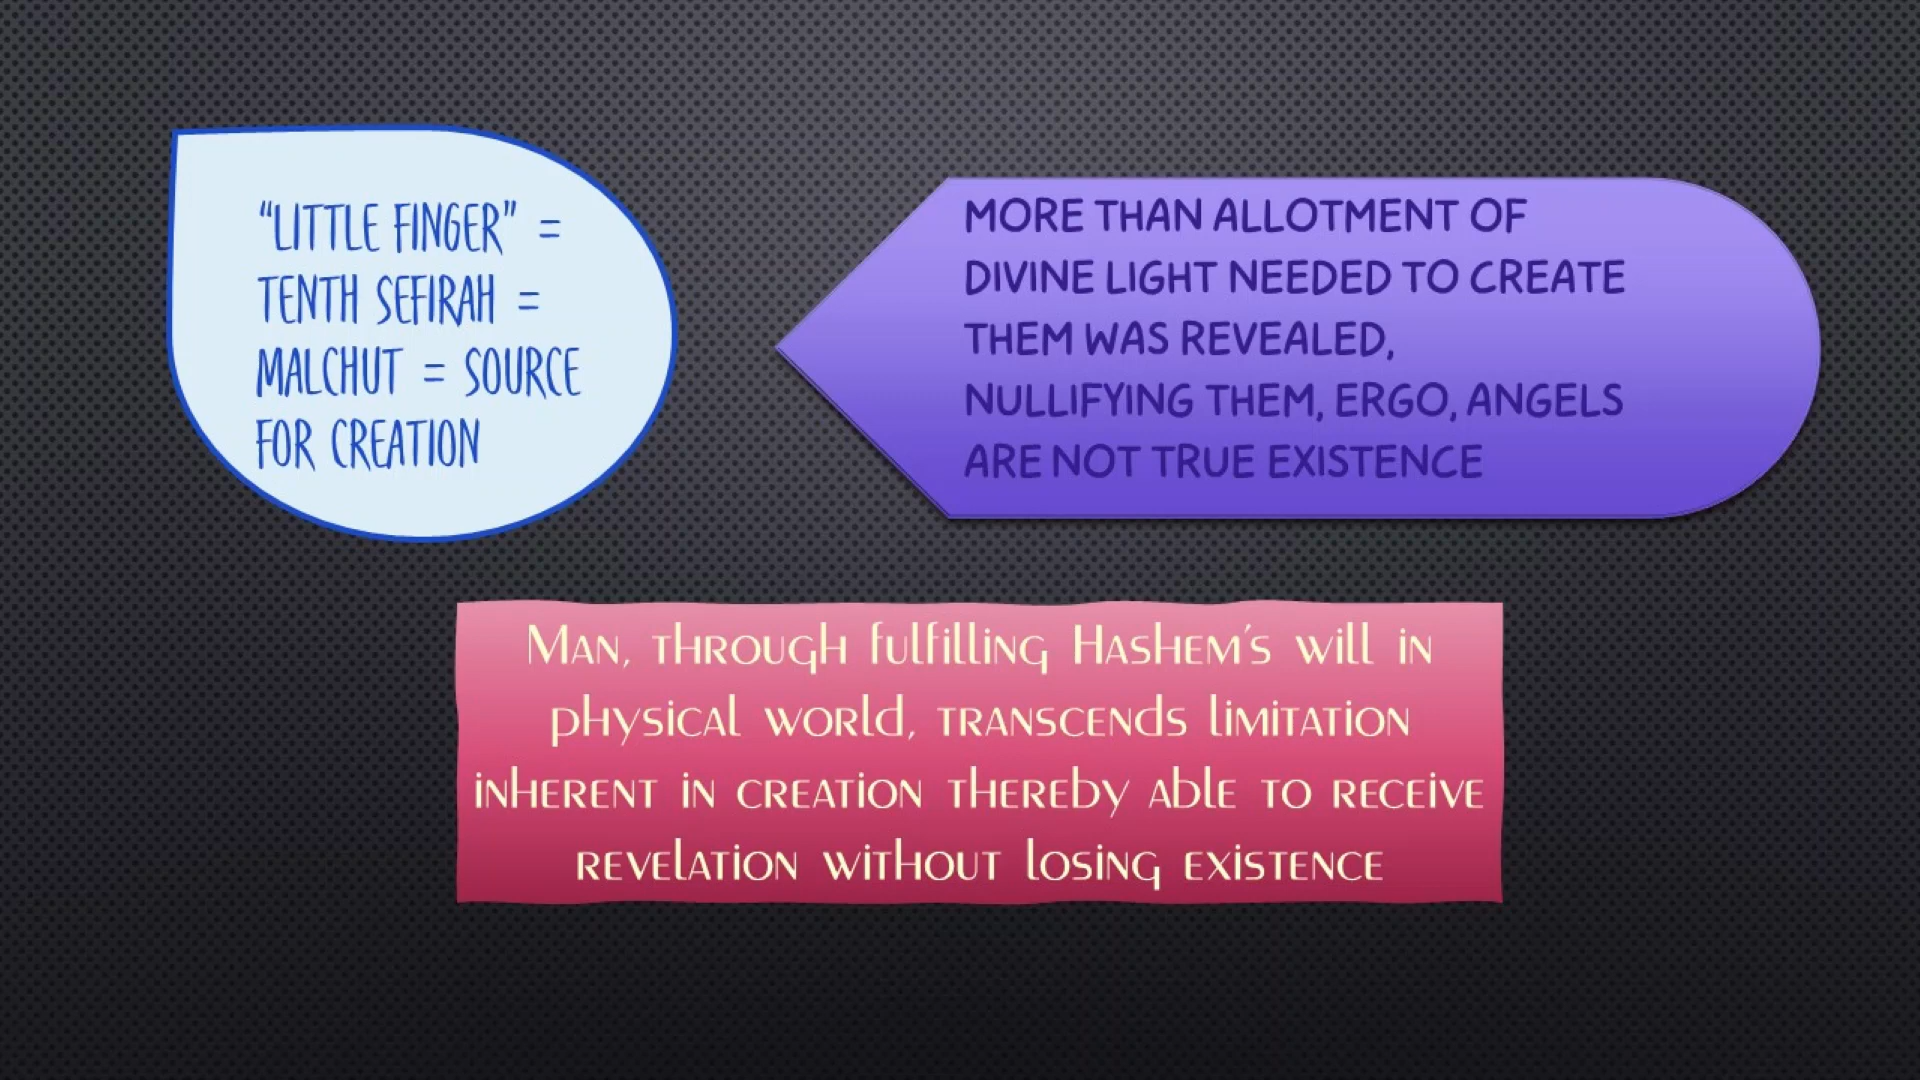 “LITTLE FINGER” =
TENTH SEFIRAH =
MALCHUT = SOURCE
FOR CREATION
MORE THAN ALLOTMENT OF
DIVINE LIGHT NEEDED TO CREATE
THEM WAS REVEALED,
NULLIFYING THEM, ERGO, ANGELS
ARE NOT TRUE EXISTENCE
Man, through fulfilling Hashem’s will in
physical world, transcends limitation
inherent in creation thereby able to receive
revelation without losing existence